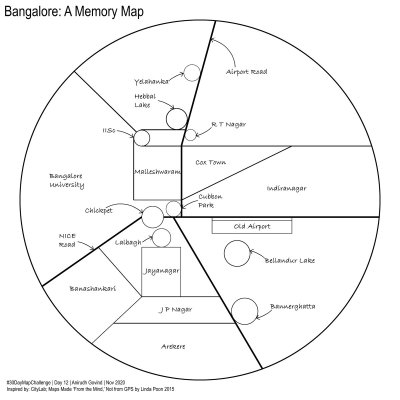 Bangalore: A Memory Map
Airport Road
Yelahanka
Hebbal
Lake
IISc
R T Nagar
Cox Town
Malleshwaram
Bangalore
University
Indiranagar
Cubbon
Park
Chickpet
NICE
Road
Lalbagh
Old Airport
Bellandur Lake
Jayanagar
Banashankari
Bannerghatta
J P Nagar
Arekere
#30DayMapChallenge | Day 12 | Anirudh Govind | Nov 2020
Inspired by: CityLab; Maps Made 'From the Mind,' Not from GPS by Linda Poon 2015